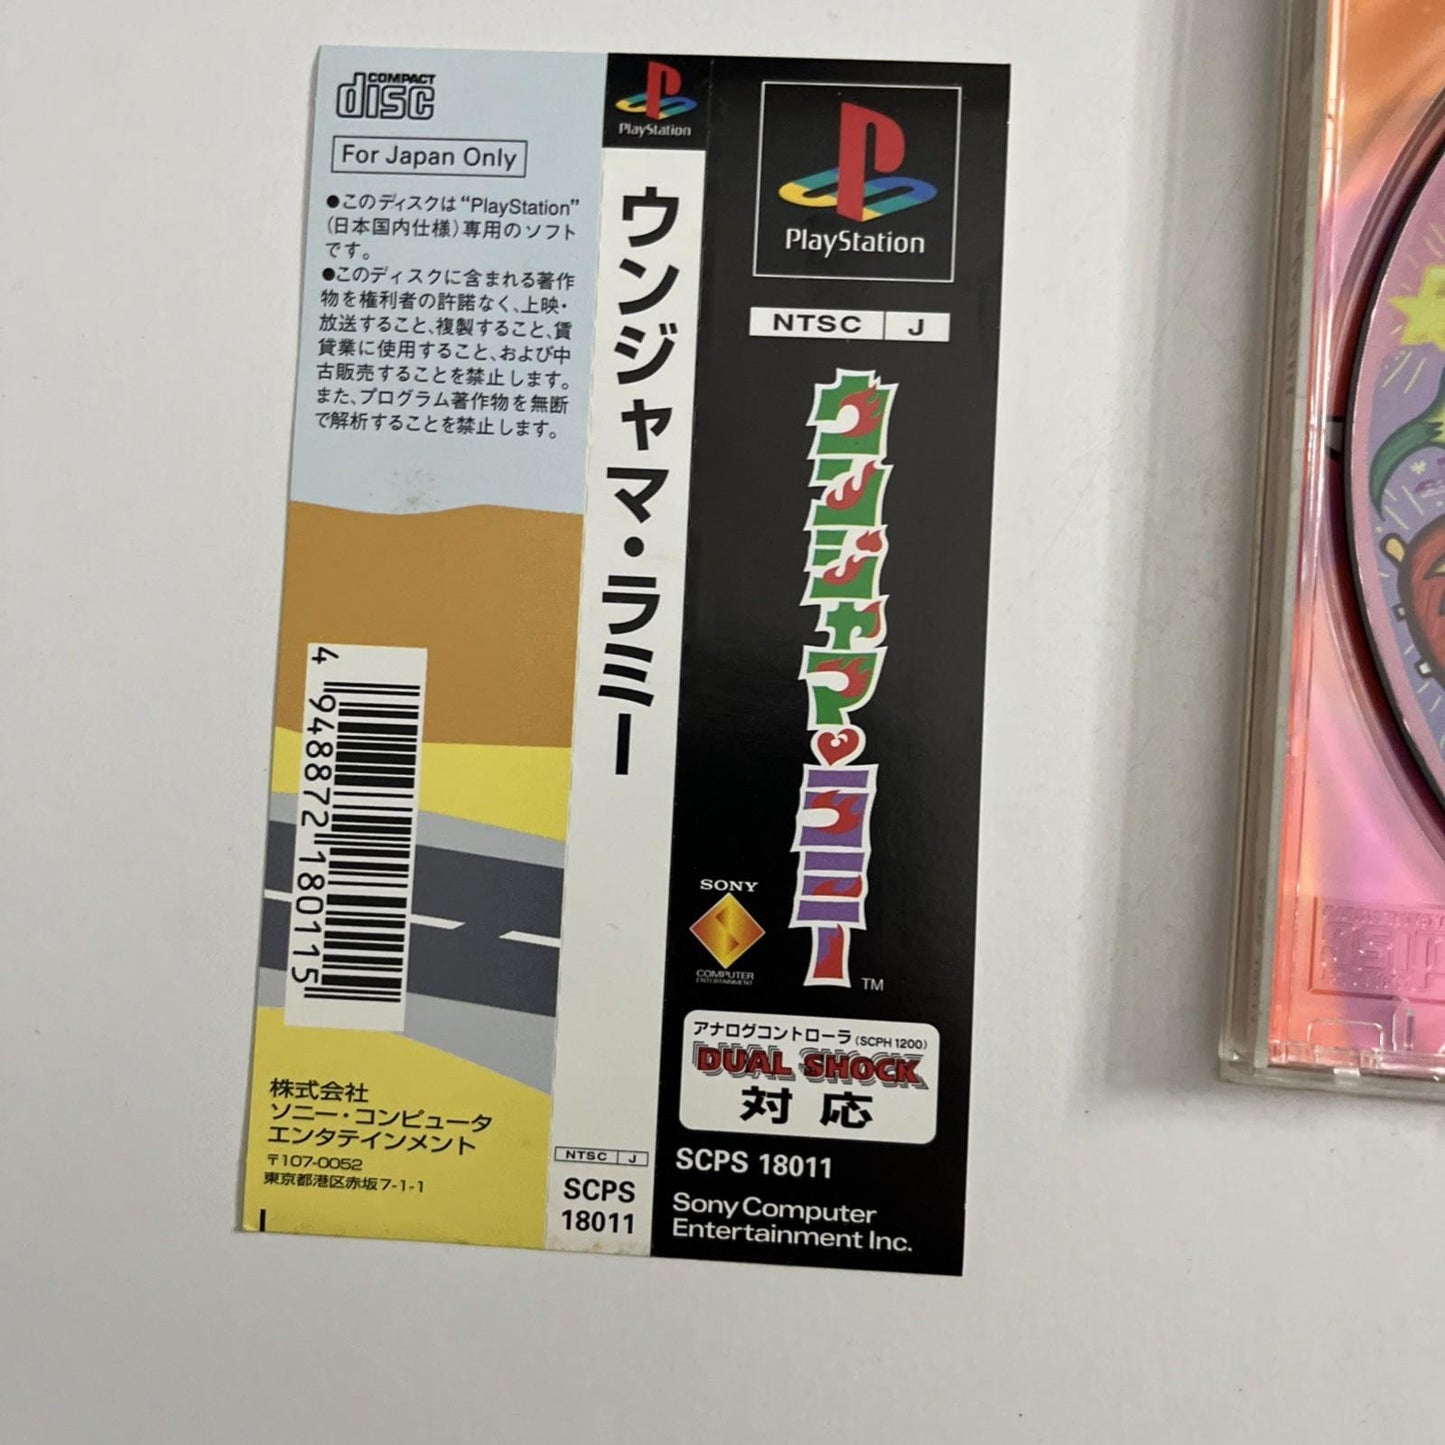 COMPACT
disc
For Japan Only
●このディスクは“PlayStation”
(日本国内仕様)専用のソフト
です。
●このディスクに含まれる著作
物を権利者の許諾なく、上映・
放送すること、複製すること、賃
貸業に使用すること、および中
古販売することを禁止します。
また、プログラム著作物を無断
で解析することを禁止します。
4948872180115
株式会社
ソニー・コンピュータ
エンタテインメント
〒107-0052
東京都港区赤坂7-1-1
PlayStation
ウンジャマ・ラミー
NTSC J
SCPS
18011
PlayStation
NTSC J
ウンジャマ・ラミー
TM
SONY
COMPUTER
ENTERTAINMENT
アナログコントローラ(SCPH 1200)
DUAL SHOCK
対応
SCPS 18011
Sony Computer
Entertainment Inc.